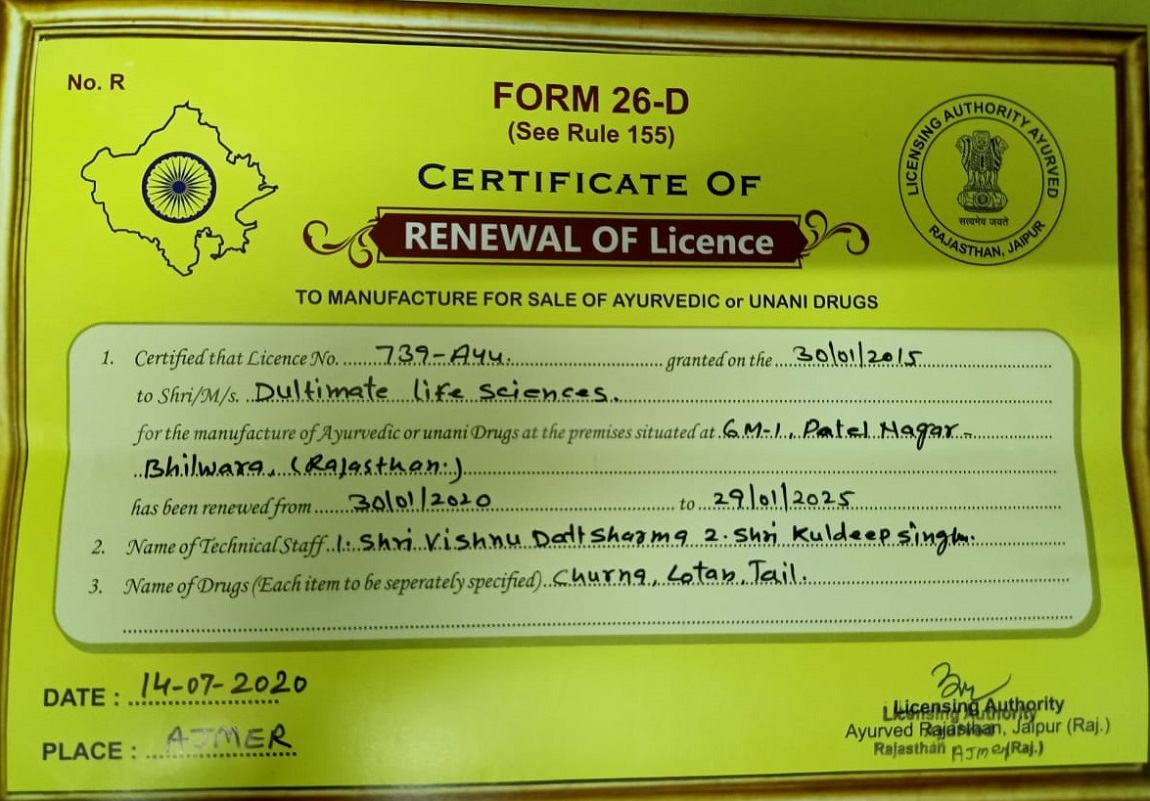 No. R
FORM 26-D
(See Rule 155)
CERTIFICATE OF
RENEWAL OF Licence
LICENSING AUTHORITY AYURVED
सत्यमेव जयते
RAJASTHAN, JAIPUR
TO MANUFACTURE FOR SALE OF AYURVEDIC or UNANI DRUGS
1. Certified that Licence No. 739-Ayu. granted on the 30/01/2015
to Shri/M/s. Dultimate life Sciences.
for the manufacture of Ayurvedic or unani Drugs at the premises situated at GM-1, Patel Nagar-
Bhilwara, (Rajasthan.)
has been renewed from 30/01/2020 to 29/01/2025
2. Name of Technical Staff 1. Shri Vishnu Datt Sharma 2. Shri Kuldeep Singh.
3. Name of Drugs (Each item to be seperately specified) Churna, Lotan, Tail.
DATE : 14-07-2020
PLACE : AJMER
Licensing Authority
Licensing Authority
Ayurved Rajasthan, Jaipur (Raj.)
Rajasthan Ajmer (Raj.)